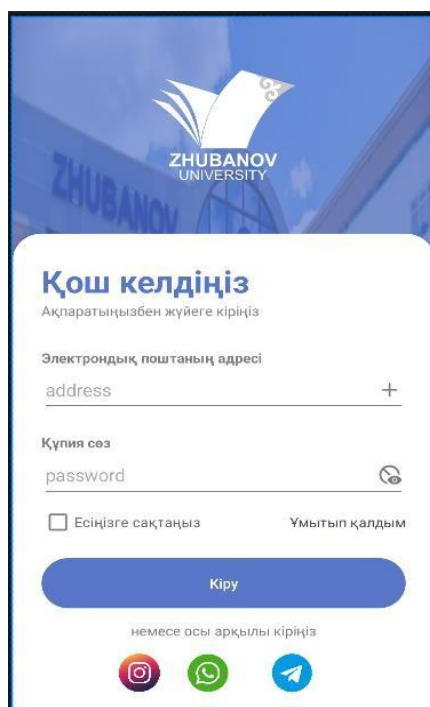 ZHUBANOV
UNIVERSITY
ZHUBANOV
Қош келдіңіз
Ақпаратыңызбен жүйеге кіріңіз
Электрондық поштаның адресі
address
Құпия сөз
password
Есіңізге сақтаңыз
Ұмытып қалдым
Кіру
немесе осы арқылы кіріңіз